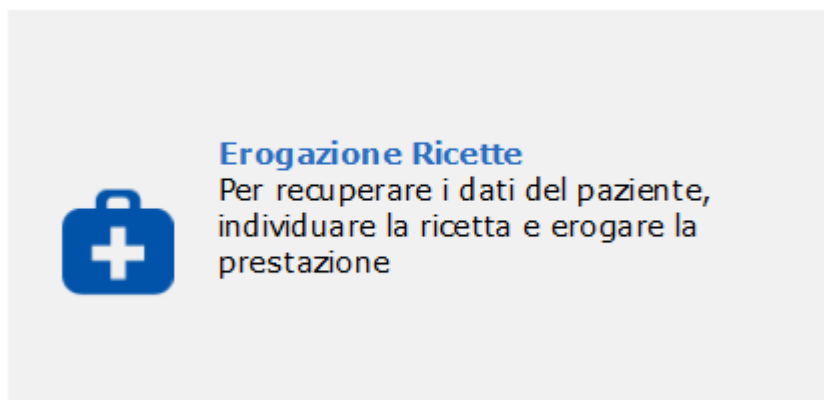 Erogazione Ricette
Per recuperare i dati del paziente,
individuare la ricetta e erogare la
prestazione